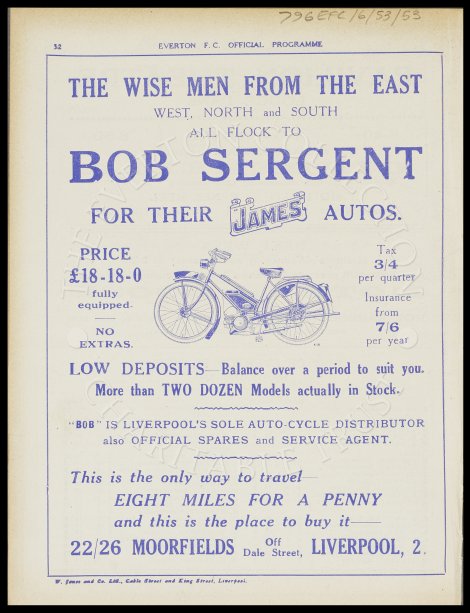 796EFC/6/53/53
32 EVERTON F.C. OFFICIAL PROGRAMME
THE WISE MEN FROM THE EAST
WEST, NORTH and SOUTH
ALL FLOCK TO
BOB SERGENT
FOR THEIR JAMES AUTOS.
PRICE
£18-18-0
fully
equipped.
NO
EXTRAS.
Tax
3/4
per quarter
Insurance
from
7/6
per year
LOW DEPOSITS—Balance over a period to suit you.
More than TWO DOZEN Models actually in Stock.
"BOB" IS LIVERPOOL'S SOLE AUTO-CYCLE DISTRIBUTOR
also OFFICIAL SPARES and SERVICE AGENT.
This is the only way to travel—
EIGHT MILES FOR A PENNY
and this is the place to buy it—
22/26 MOORFIELDS Off Dale Street, LIVERPOOL, 2.
W. Jones and Co. Ltd., Cable Street and King Street, Liverpool.
THE EVERTON COLLECTION
CHARITABLE TRUST